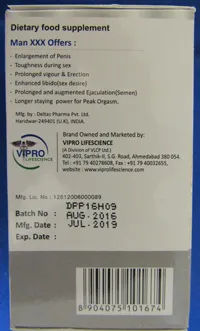 Dietary food supplement
Man XXX Offers :
- Enlargement of Penis
- Toughness during sex
- Prolonged vigour & Erection
- Enhanced libido(sex desire)
- Prolonged and augmented Ejaculation(Semen)
- Longer staying power for Peak Orgasm.
Mfg. by : Deltas Pharma Pvt. Ltd.
Haridwar-249401 (U.K), INDIA.
Brand Owned and Marketed by:
VIPRO LIFESCIENCE
(A Division of VLCP Ltd.)
402-403, Sarthik-II, S.G. Road, Ahmedabad 380 054.
Tel : +91 79 40278608, Fax : +91 79 40032655,
website : www.viprolifescience.com
VIPRO
LIFESCIENCE
Mfg. Lic. No : 12612006000089
Batch No : DPP16H09
Mfg. Date : AUG.2016
Exp. Date : JUL.2019
8 904075 101674